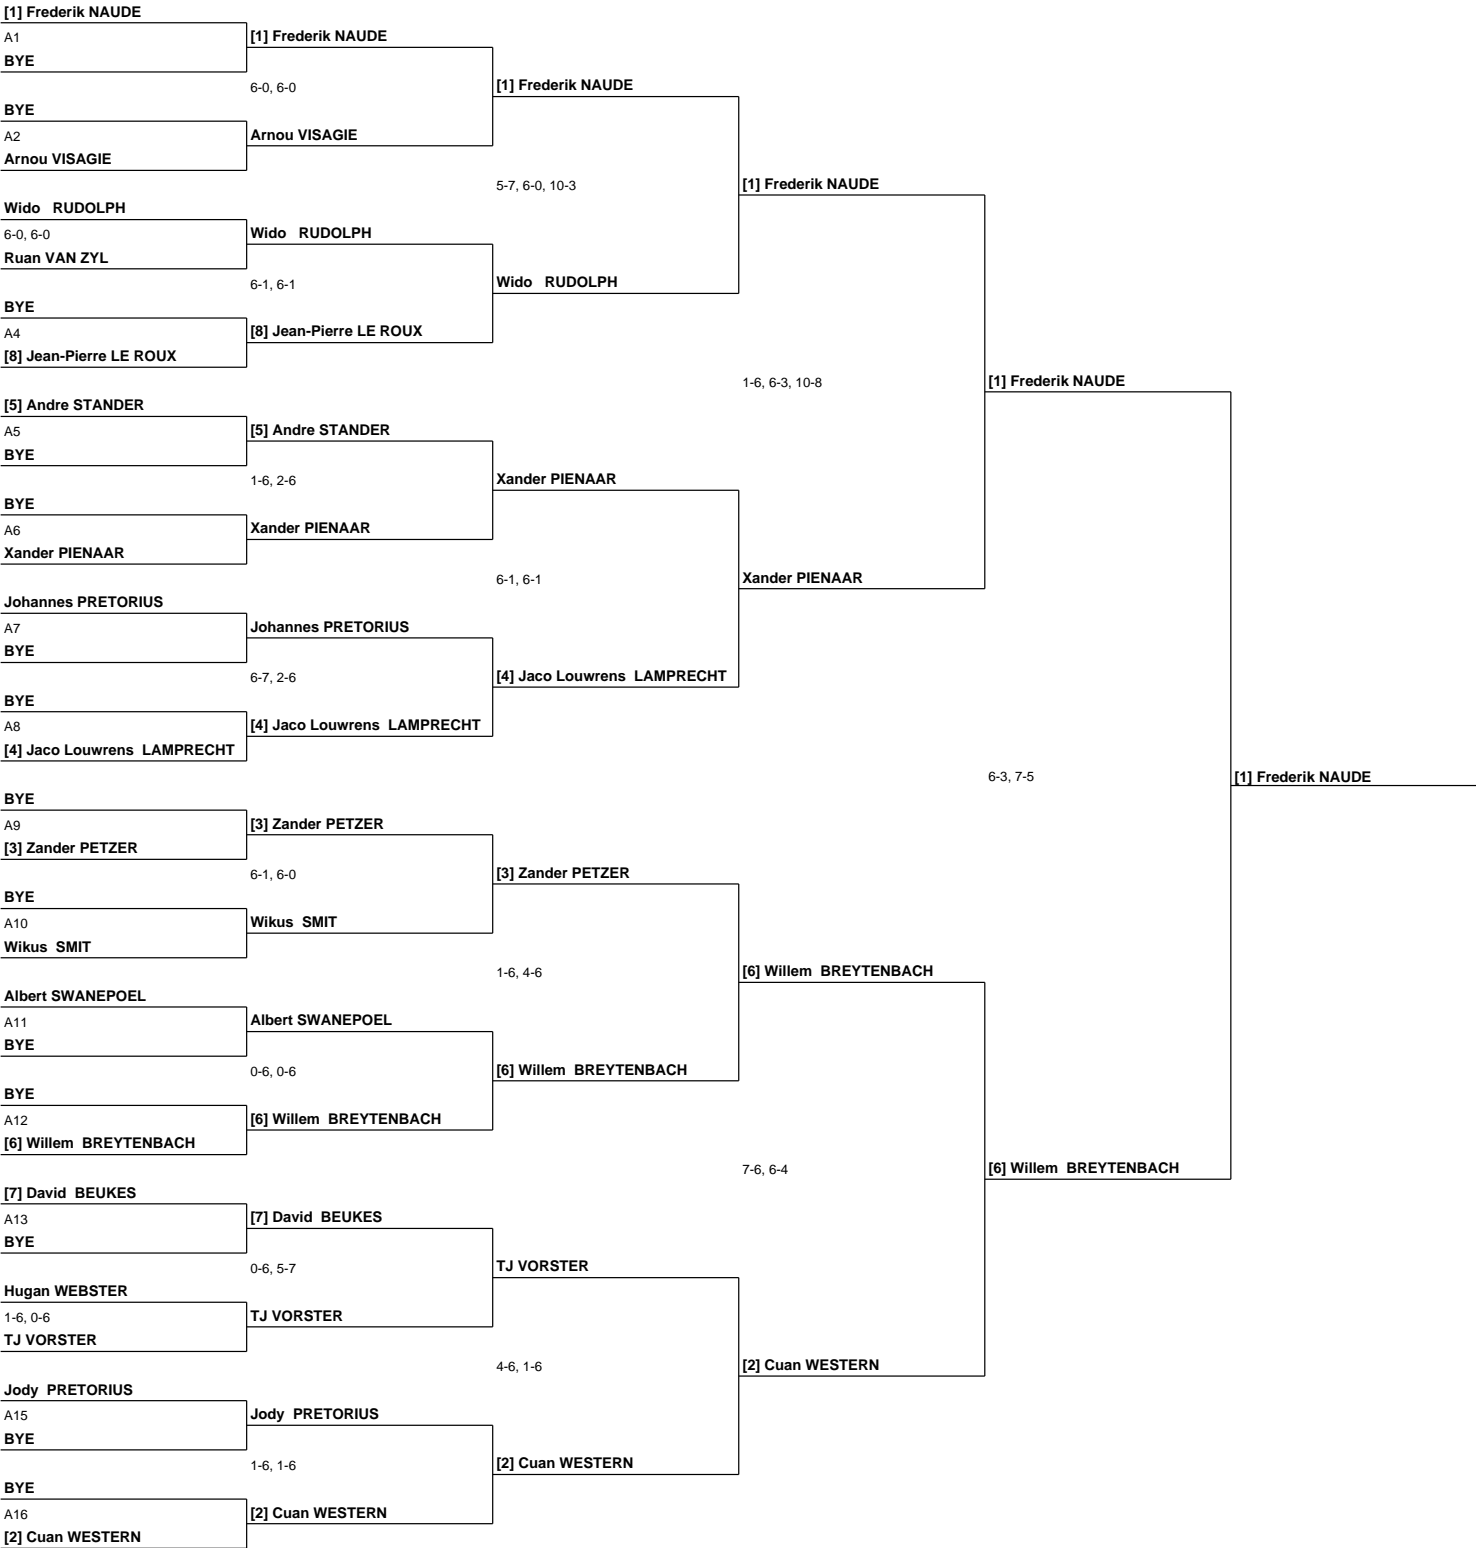 [1] Frederik NAUDE
A1
BYE
BYE
A2
Arnou VISAGIE
Wido RUDOLPH
6-0, 6-0
Ruan VAN ZYL
BYE
A4
[8] Jean-Pierre LE ROUX
[5] Andre STANDER
A5
BYE
BYE
A6
Xander PIENAAR
Johannes PRETORIUS
A7
BYE
BYE
A8
[4] Jaco Louwrens LAMPRECHT
BYE
A9
[3] Zander PETZER
BYE
A10
Wikus SMIT
Albert SWANEPOEL
A11
BYE
BYE
A12
[6] Willem BREYTENBACH
[7] David BEUKES
A13
BYE
Hugan WEBSTER
1-6, 0-6
TJ VORSTER
Jody PRETORIUS
A15
BYE
BYE
A16
[2] Cuan WESTERN
[1] Frederik NAUDE
6-0, 6-0
Arnou VISAGIE
Wido RUDOLPH
6-1, 6-1
[8] Jean-Pierre LE ROUX
[5] Andre STANDER
1-6, 2-6
Xander PIENAAR
Johannes PRETORIUS
6-7, 2-6
[4] Jaco Louwrens LAMPRECHT
[3] Zander PETZER
6-1, 6-0
Wikus SMIT
Albert SWANEPOEL
0-6, 0-6
[6] Willem BREYTENBACH
[7] David BEUKES
0-6, 5-7
TJ VORSTER
Jody PRETORIUS
1-6, 1-6
[2] Cuan WESTERN
[1] Frederik NAUDE
5-7, 6-0, 10-3
Wido RUDOLPH
Xander PIENAAR
6-1, 6-1
[4] Jaco Louwrens LAMPRECHT
[3] Zander PETZER
1-6, 4-6
[6] Willem BREYTENBACH
TJ VORSTER
4-6, 1-6
[2] Cuan WESTERN
[1] Frederik NAUDE
1-6, 6-3, 10-8
Xander PIENAAR
[6] Willem BREYTENBACH
7-6, 6-4
[2] Cuan WESTERN
[1] Frederik NAUDE
6-3, 7-5
[6] Willem BREYTENBACH
[1] Frederik NAUDE